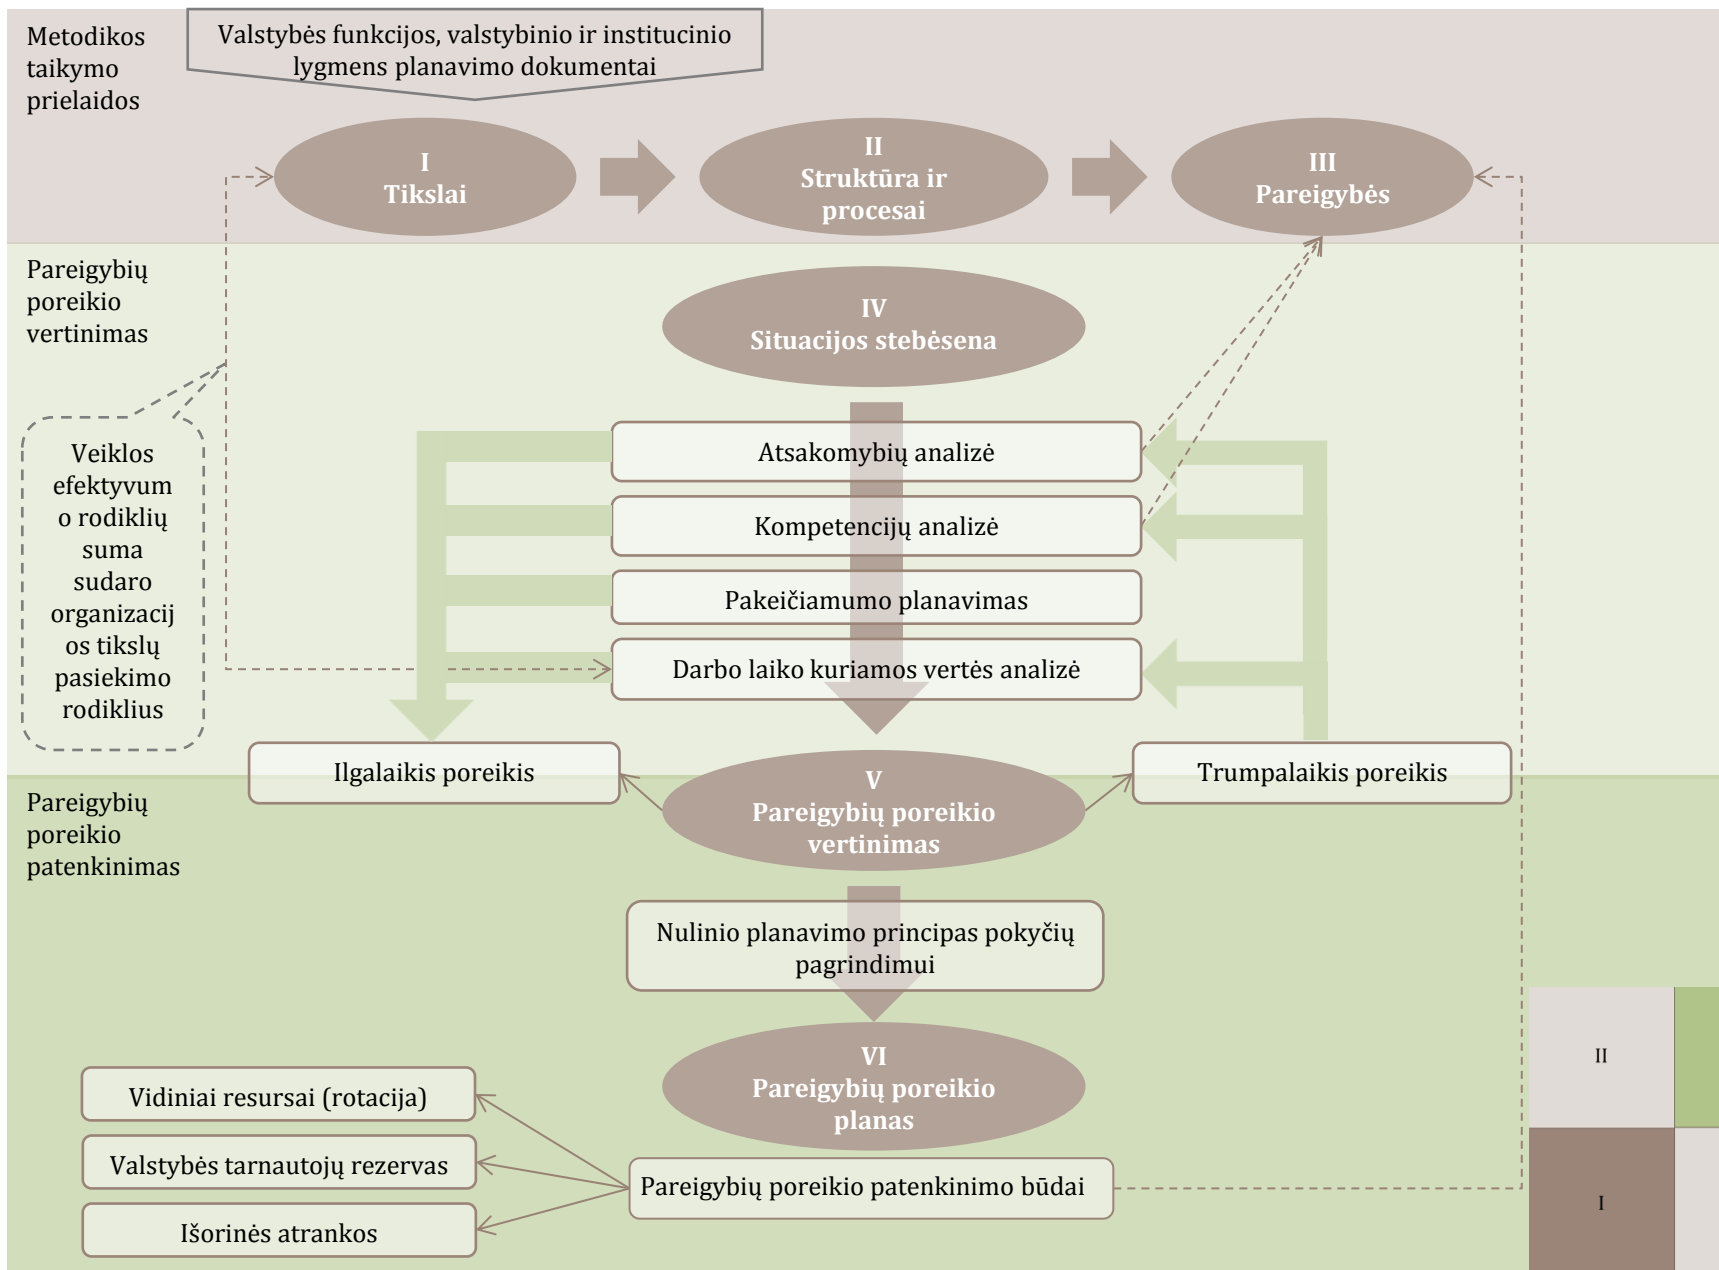 Metodikos
taikymo
prielaidos
Valstybės funkcijos, valstybinio ir institucinio
lygmens planavimo dokumentai
I
Tikslai
II
Struktūra ir
procesai
III
Pareigybės
Pareigybių
poreikio
vertinimas
IV
Situacijos stebėsena
Veiklos
efektyvum
o rodiklių
suma
sudaro
organizacij
os tikslų
pasiekimo
rodiklius
Atsakomybių analizė
Kompetencijų analizė
Pakeičiamumo planavimas
Darbo laiko kuriamos vertės analizė
Ilgalaikis poreikis
V
Pareigybių poreikio
vertinimas
Trumpalaikis poreikis
Pareigybių
poreikio
patenkinimas
Nulinio planavimo principas pokyčių
pagrindimui
VI
Pareigybių poreikio
planas
Vidiniai resursai (rotacija)
Valstybės tarnautojų rezervas
Išorinės atrankos
Pareigybių poreikio patenkinimo būdai
II
I